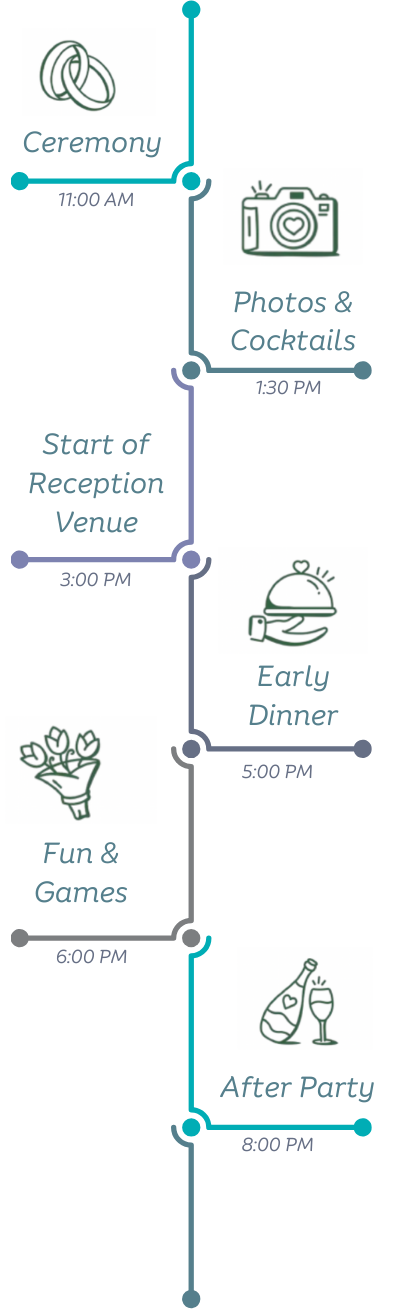 Ceremony
11:00 AM
Photos &
Cocktails
1:30 PM
Start of
Reception
Venue
3:00 PM
Early
Dinner
5:00 PM
Fun &
Games
6:00 PM
After Party
8:00 PM